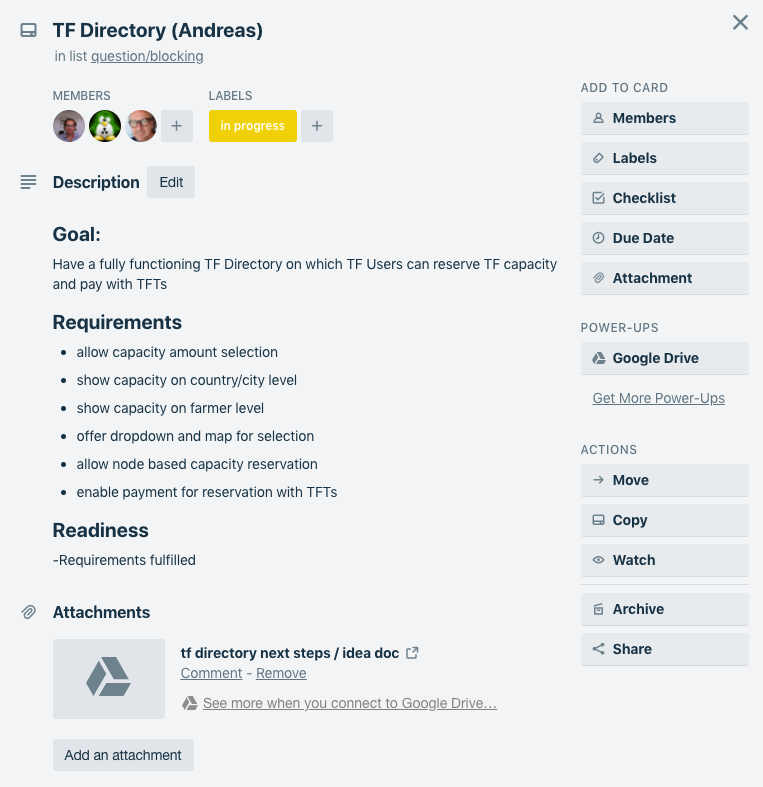 TF Directory (Andreas)
in list question/blocking
MEMBERS
LABELS
+
in progress
+
Description
Edit
Goal:
Have a fully functioning TF Directory on which TF Users can reserve TF capacity
and pay with TFTs
Requirements
• allow capacity amount selection
• show capacity on country/city level
• show capacity on farmer level
• offer dropdown and map for selection
• allow node based capacity reservation
• enable payment for reservation with TFTs
Readiness
-Requirements fulfilled
Attachments
tf directory next steps / idea doc
Comment - Remove
See more when you connect to Google Drive...
Add an attachment
ADD TO CARD
Members
Labels
Checklist
Due Date
Attachment
POWER-UPS
Google Drive
Get More Power-Ups
ACTIONS
Move
Copy
Watch
Archive
Share